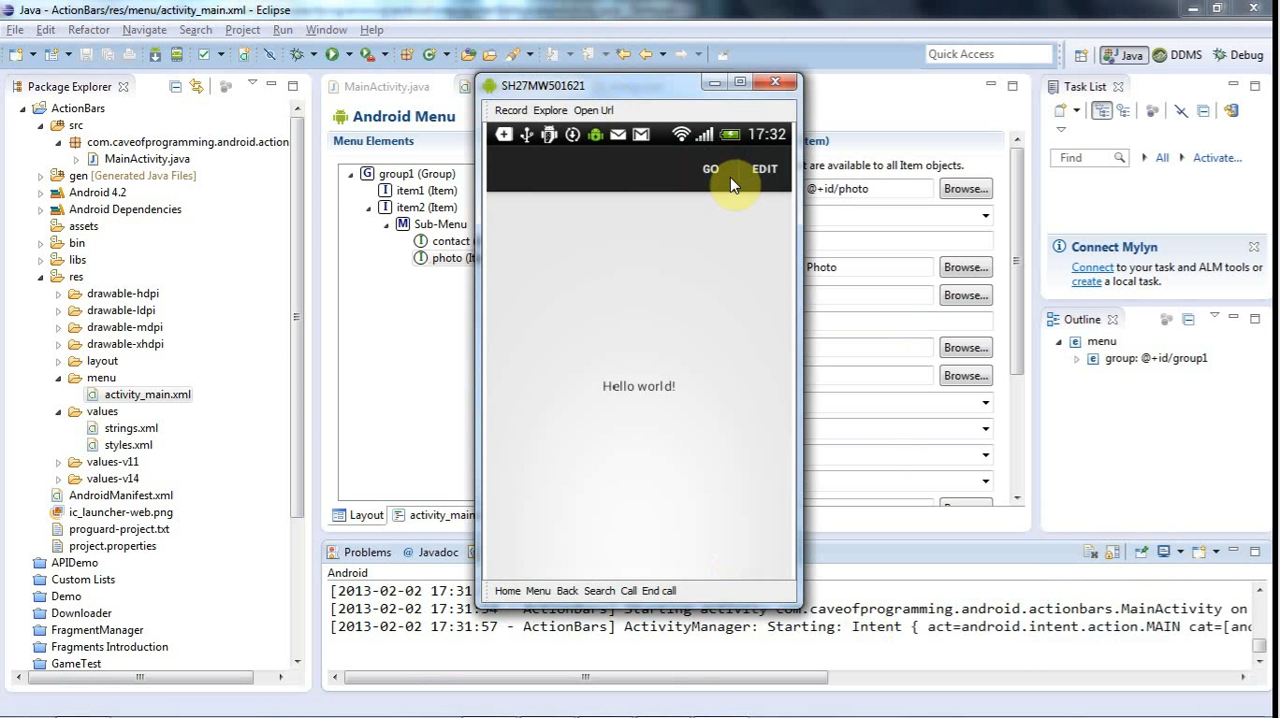 Java - ActionBars/res/menu/activity_main.xml - Eclipse
File Edit Refactor Navigate Search Project Run Window Help
Quick Access
Java
DDMS
Debug
Package Explorer
ActionBars
src
com.caveofprogramming.android.action
MainActivity.java
gen [Generated Java Files]
Android 4.2
Android Dependencies
assets
bin
libs
res
drawable-hdpi
drawable-ldpi
drawable-mdpi
drawable-xhdpi
layout
menu
activity_main.xml
values
strings.xml
styles.xml
values-v11
values-v14
AndroidManifest.xml
ic_launcher-web.png
proguard-project.txt
project.properties
APIDemo
Custom Lists
Demo
Downloader
FragmentManager
Fragments Introduction
GameTest
MainActivity.java
Android Menu
Menu Elements
group1 (Group)
item1 (Item)
item2 (Item)
Sub-Menu
contact
photo (It
Layout
activity_main
SH27MW501621
Record Explore Open Url
17:32
GO EDIT
Hello world!
Home Menu Back Search Call End call
are available to all Item objects.
@+id/photo
Browse...
Photo
Browse...
Browse...
Browse...
Browse...
Task List
Find
All
Activate...
Connect Mylyn
Connect to your task and ALM tools or
create a local task.
Outline
menu
group: @+id/group1
Problems
@ Javadoc
Android
[2013-02-02 17:31
[2013-02-02 17:31:54 - ActionBars] Starting activity com.caveofprogramming.android.actionbars.MainActivity on
[2013-02-02 17:31:57 - ActionBars] ActivityManager: Starting: Intent { act=android.intent.action.MAIN cat=[anc